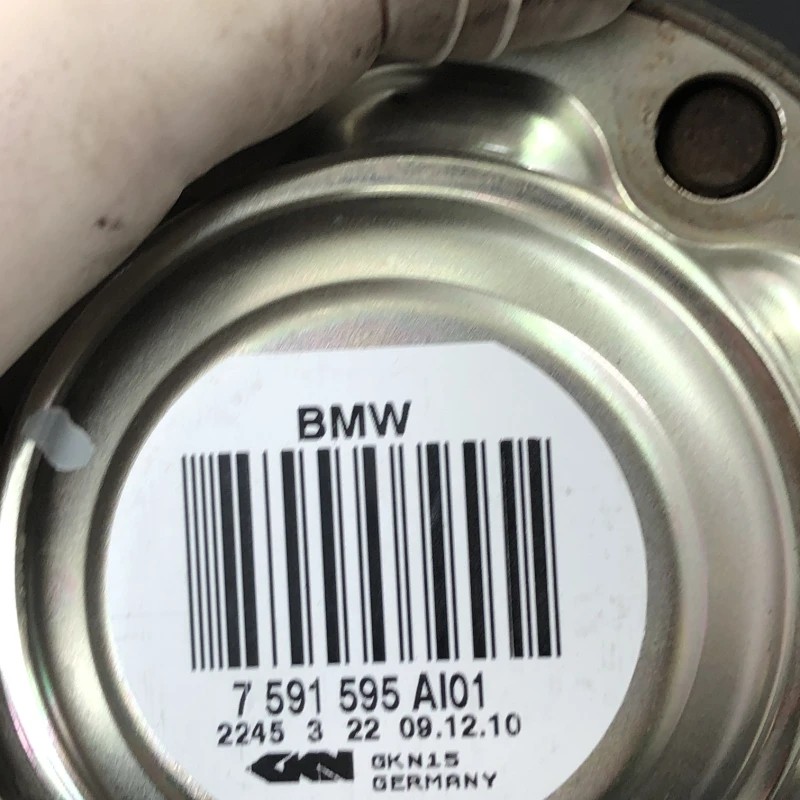 BMW
7 591 595 AI01
2245 3 22 09.12.10
GKN GKN15
GERMANY